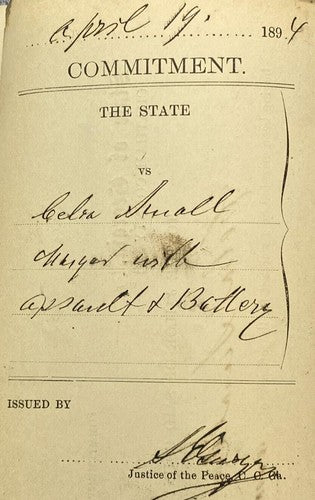 April 19. 1894
COMMITMENT.
THE STATE
VS
Celia Small
Charged with
assault & Battery
ISSUED BY
Justice of the Peace, C. C. Ga.